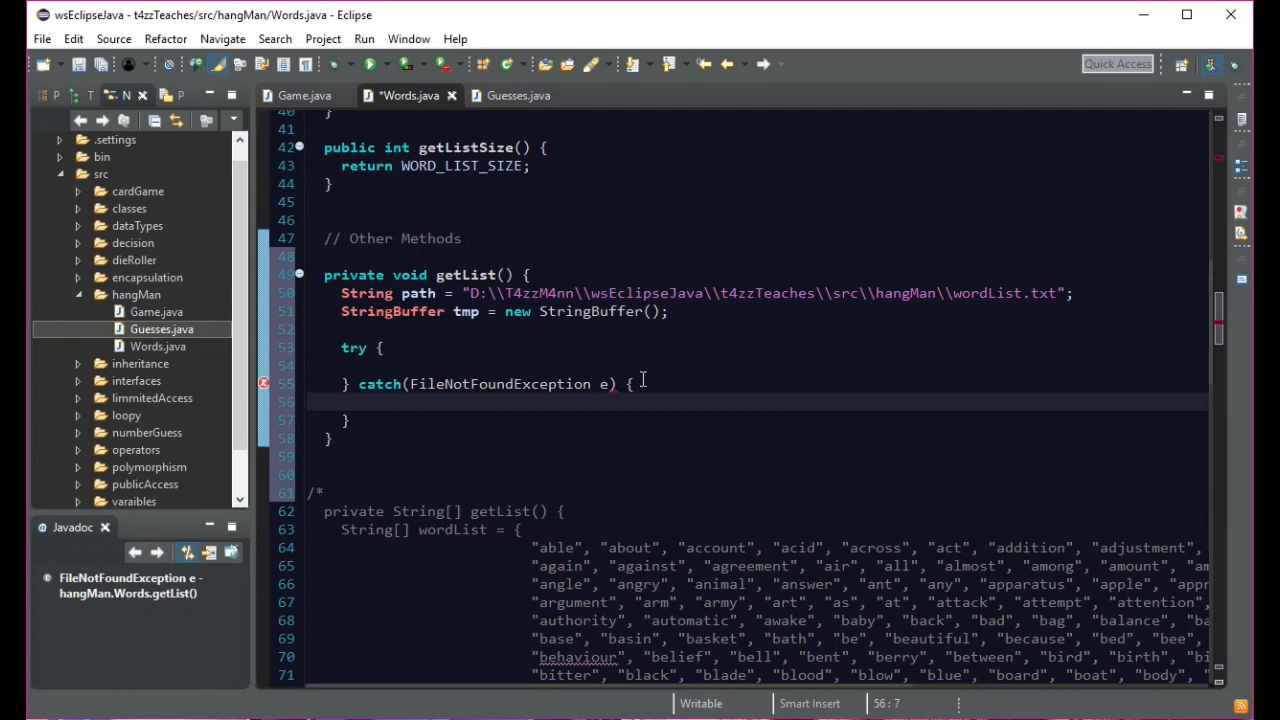 wsEclipseJava - t4zzTeaches/src/hangMan/Words.java - Eclipse
File Edit Source Refactor Navigate Search Project Run Window Help
Quick Access
P T N P
Game.java *Words.java Guesses.java
.settings
bin
src
cardGame
classes
dataTypes
decision
dieRoller
encapsulation
hangMan
Game.java
Guesses.java
Words.java
inheritance
interfaces
limmitedAccess
loopy
numberGuess
operators
polymorphism
publicAccess
varaibles
Javadoc
FileNotFoundException e -
hangMan.Words.getList()
40 }
41
42 public int getListSize() {
43 return WORD_LIST_SIZE;
44 }
45
46
47 // Other Methods
48
49 private void getList() {
50 String path = "D:\\T4zzM4nn\\wsEclipseJava\\t4zzTeaches\\src\\hangMan\\wordList.txt";
51 StringBuffer tmp = new StringBuffer();
52
53 try {
54
55 } catch(FileNotFoundException e) {
56
57 }
58 }
59
60
61 /*
62 private String[] getList() {
63 String[] wordList = {
64 "able", "about", "account", "acid", "across", "act", "addition", "adjustment",
65 "again", "against", "agreement", "air", "all", "almost", "among", "amount", "am
66 "angle", "angry", "animal", "answer", "ant", "any", "apparatus", "apple", "appr
67 "argument", "arm", "army", "art", "as", "at", "attack", "attempt", "attention",
68 "authority", "automatic", "awake", "baby", "back", "bad", "bag", "balance", "ba
69 "base", "basin", "basket", "bath", "be", "beautiful", "because", "bed", "bee",
70 "behaviour", "belief", "bell", "bent", "berry", "between", "bird", "birth", "bi
71 "bitter", "black", "blade", "blood", "blow", "blue", "board", "boat", "body",
Writable Smart Insert 56 : 7